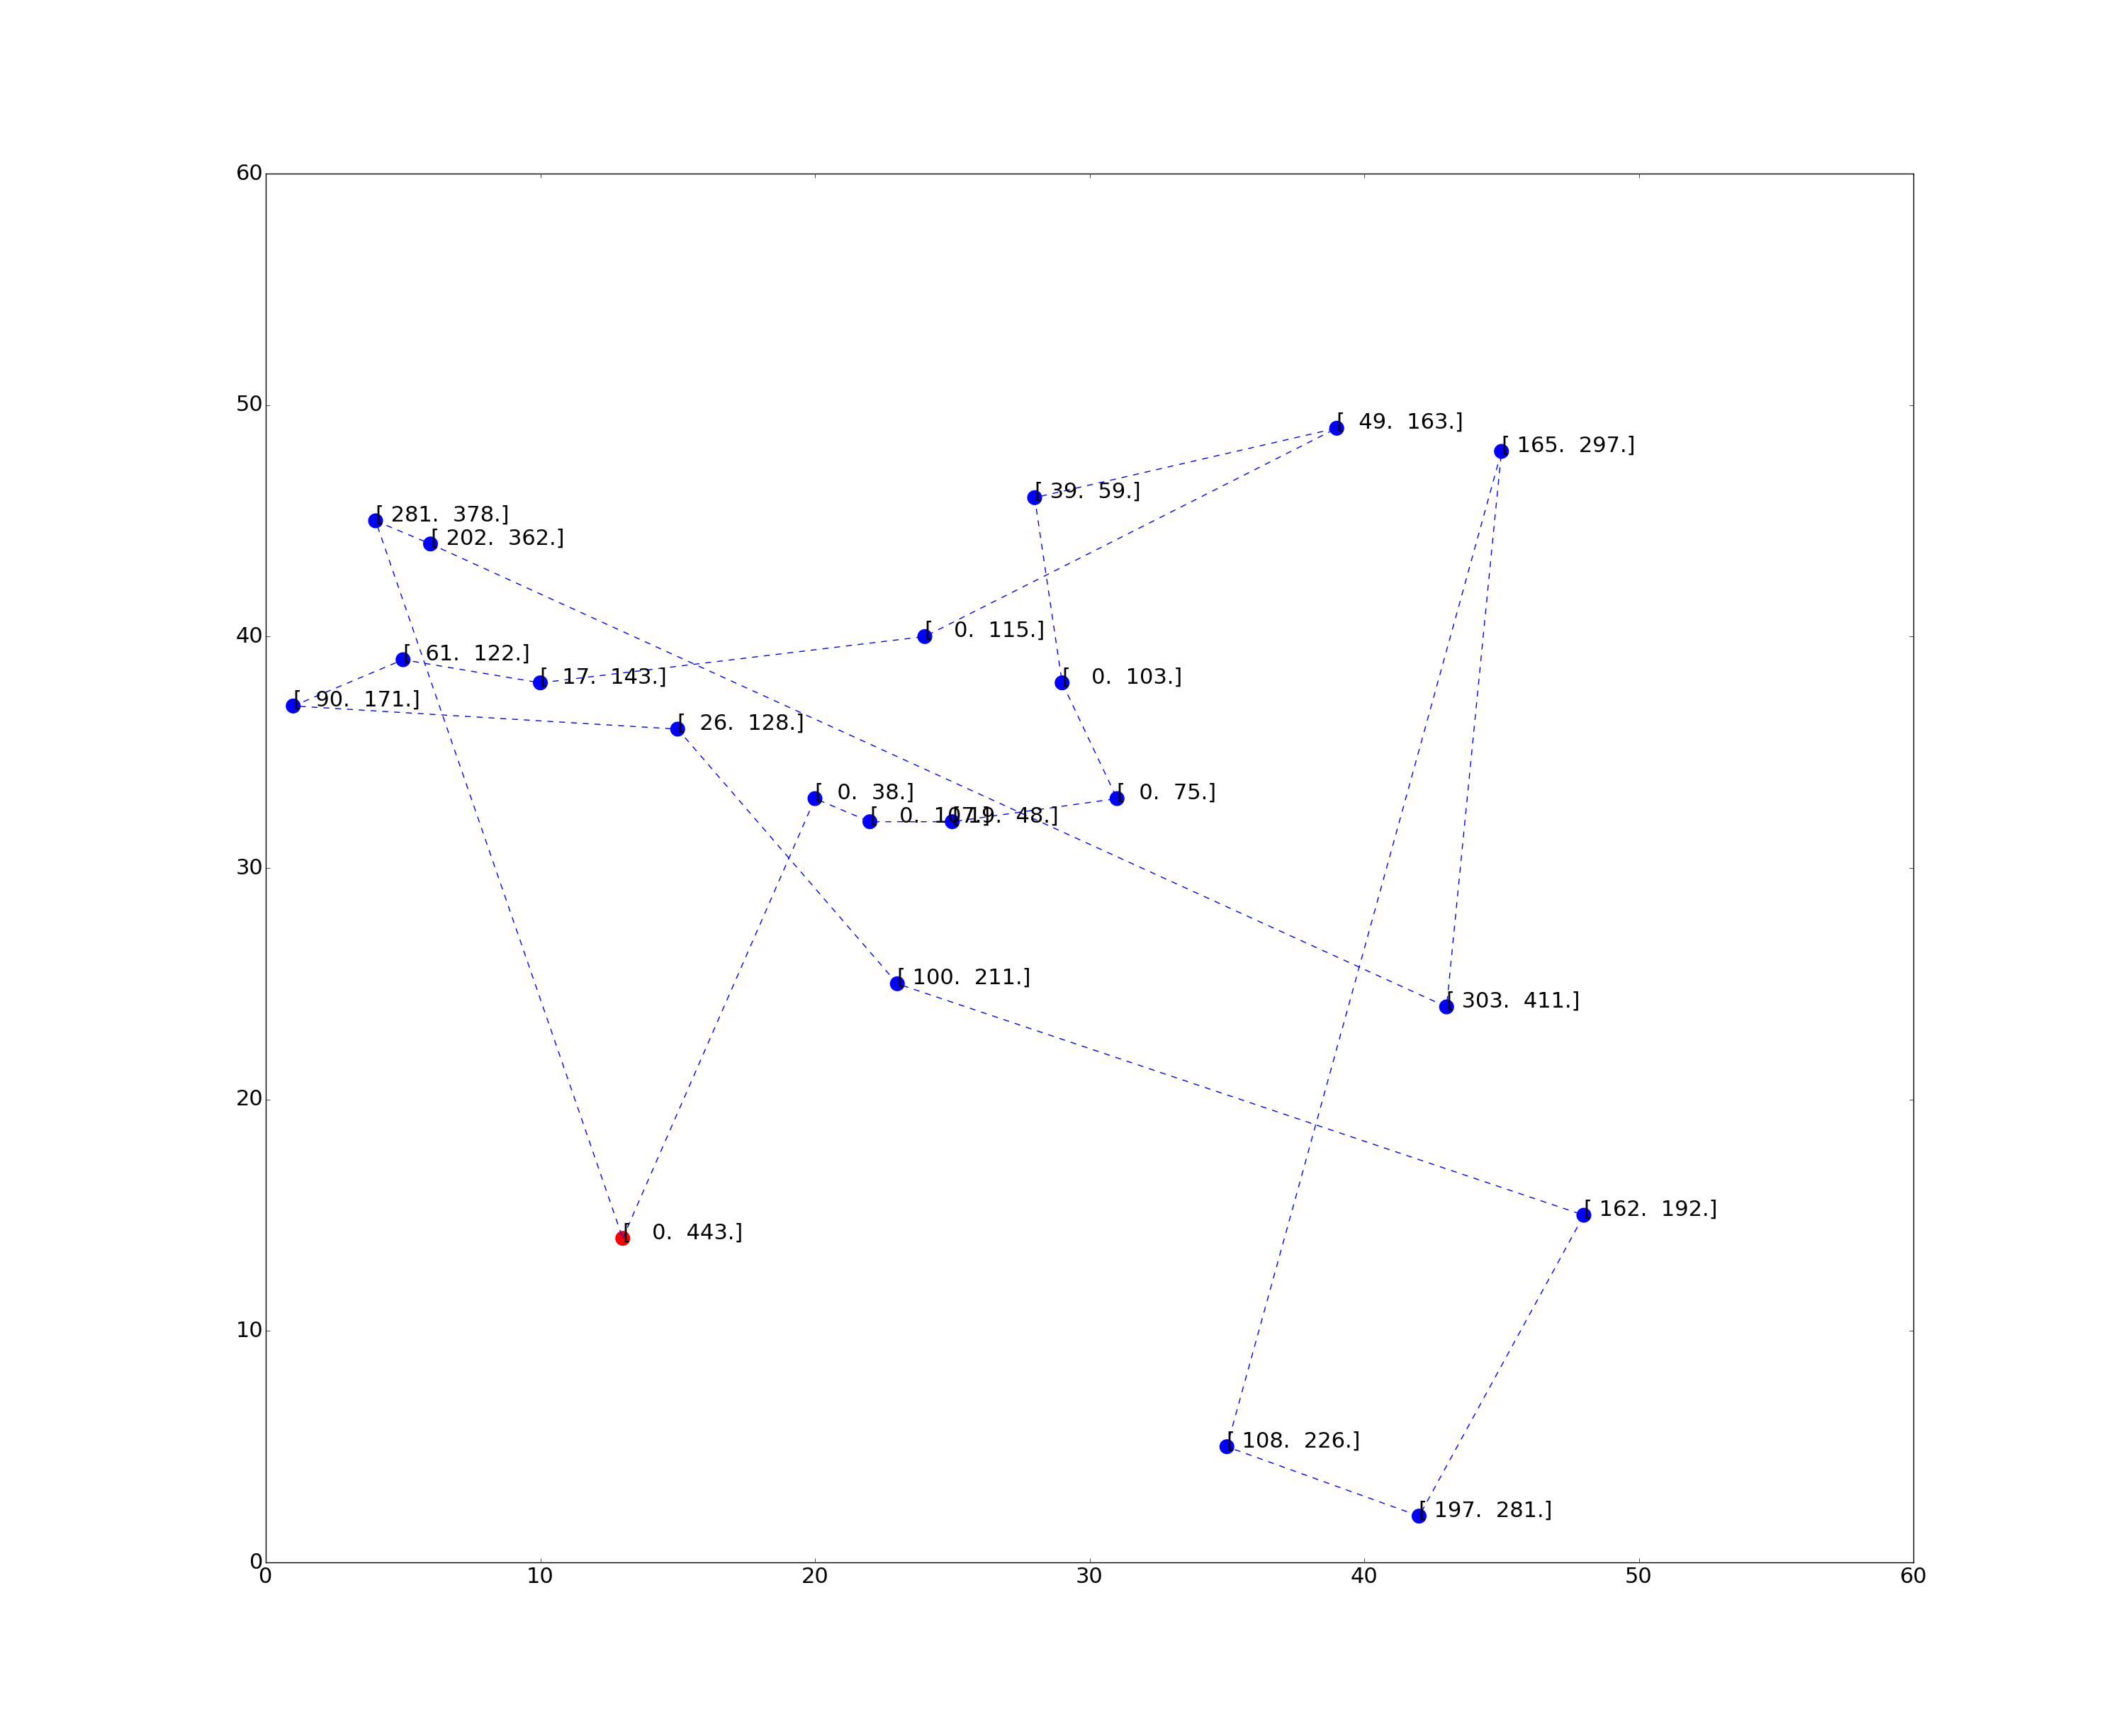 60
50
[  49.  163.]
[ 165.  297.]
[ 39.  59.]
[ 281.  378.]
[ 202.  362.]
40
[   0.  115.]
[  61.  122.]
[  17.  143.]
[   0.  103.]
[  90.  171.]
[  26.  128.]
[  0.  38.]
[  0.  75.]
[   0.  107.]
[ 19.  48.]
30
[ 100.  211.]
[ 303.  411.]
20
[ 162.  192.]
[   0.  443.]
10
[ 108.  226.]
[ 197.  281.]
0
0 10 20 30 40 50 60